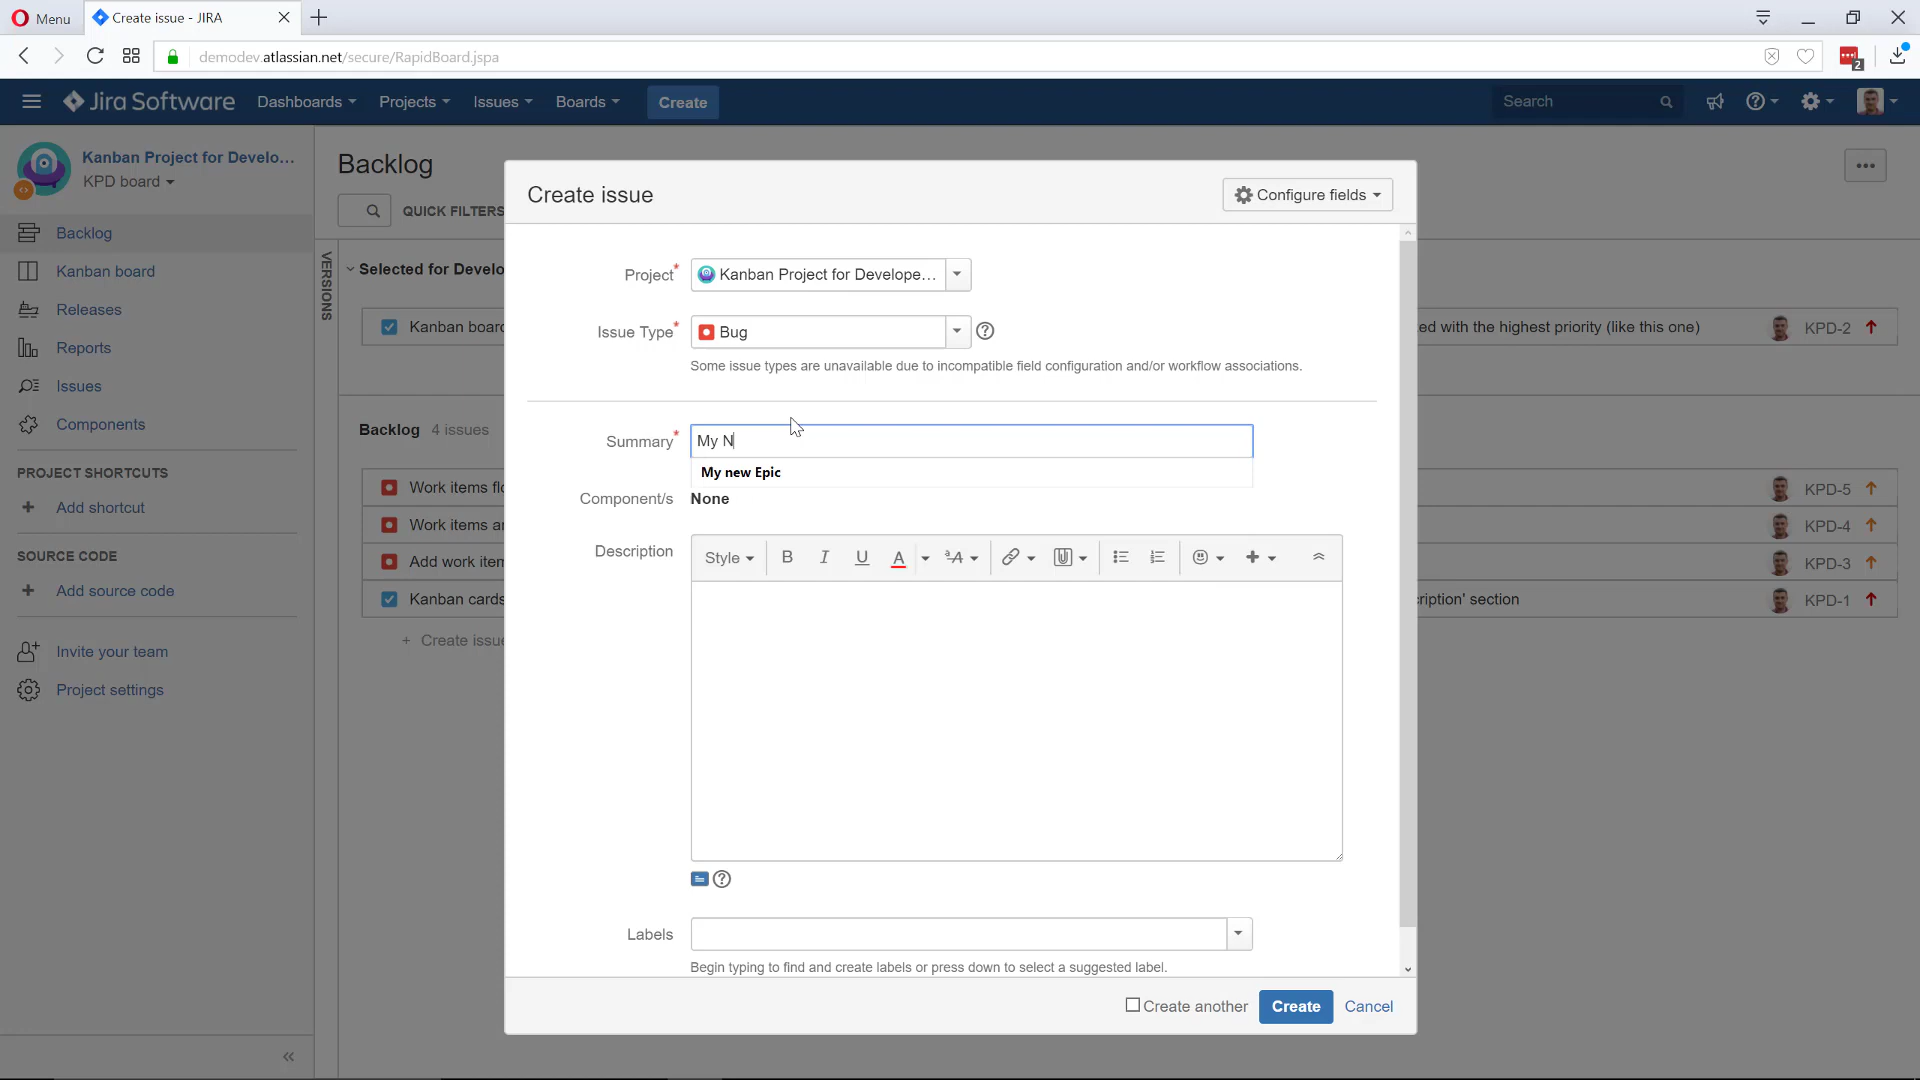 Menu
Create issue - JIRA
demodev.atlassian.net/secure/RapidBoard.jspa
2
Jira Software
Dashboards
Projects
Issues
Boards
Create
Search
Kanban Project for Develo...
KPD board
Backlog
Kanban board
Releases
Reports
Issues
Components
PROJECT SHORTCUTS
Add shortcut
SOURCE CODE
Add source code
Invite your team
Project settings
Backlog
QUICK FILTERS
VERSIONS
Selected for Develo
Kanban board
ed with the highest priority (like this one)
KPD-2
Backlog 4 issues
Work items flo
KPD-5
Work items ar
KPD-4
Add work item
KPD-3
Kanban cards
ription' section
KPD-1
+ Create issue
Create issue
Configure fields
Project*
Kanban Project for Develope...
Issue Type*
Bug
Some issue types are unavailable due to incompatible field configuration and/or workflow associations.
Summary*
My N
My new Epic
Component/s
None
Description
Style
B I U A
Labels
Begin typing to find and create labels or press down to select a suggested label.
Create another
Create
Cancel